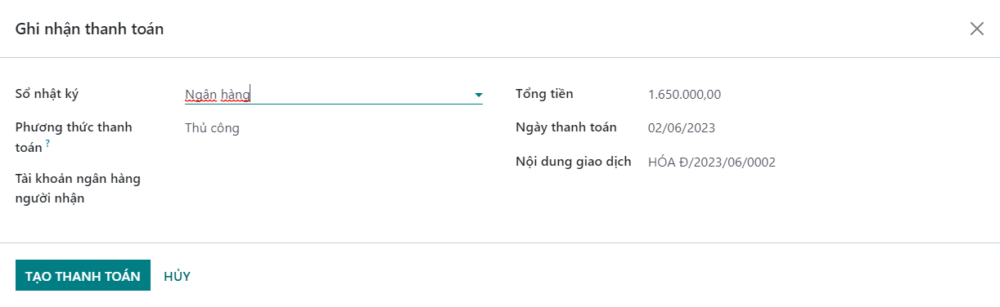 Ghi nhận thanh toán
Sổ nhật ký
Ngân hàng
Phương thức thanh
toán ?
Thủ công
Tài khoản ngân hàng
người nhận
Tổng tiền
1.650.000,00
Ngày thanh toán
02/06/2023
Nội dung giao dịch
HÓA Đ/2023/06/0002
TẠO THANH TOÁN
HỦY